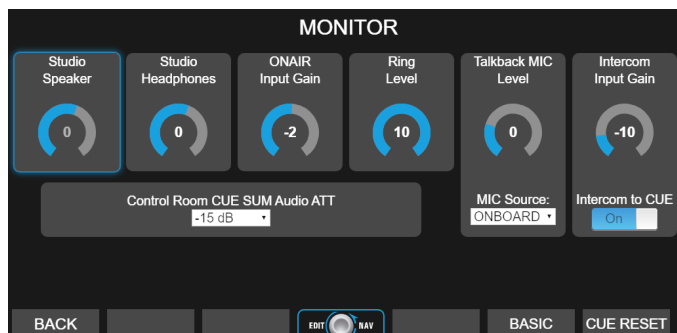 MONITOR
Studio
Speaker
0
Studio
Headphones
0
ONAIR
Input Gain
-2
Ring
Level
10
Talkback MIC
Level
0
MIC Source:
ONBOARD
Intercom
Input Gain
-10
Intercom to CUE
On
Control Room CUE SUM Audio ATT
-15 dB
BACK
EDIT NAV
BASIC
CUE RESET